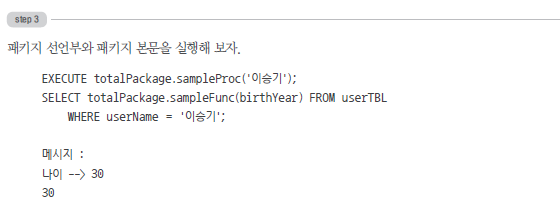 step 3
패키지 선언부와 패키지 본문을 실행해 보자.
EXECUTE totalPackage.sampleProc('이승기');
SELECT totalPackage.sampleFunc(birthYear) FROM userTBL
WHERE userName = '이승기';
메시지 :
나이 --> 30
30